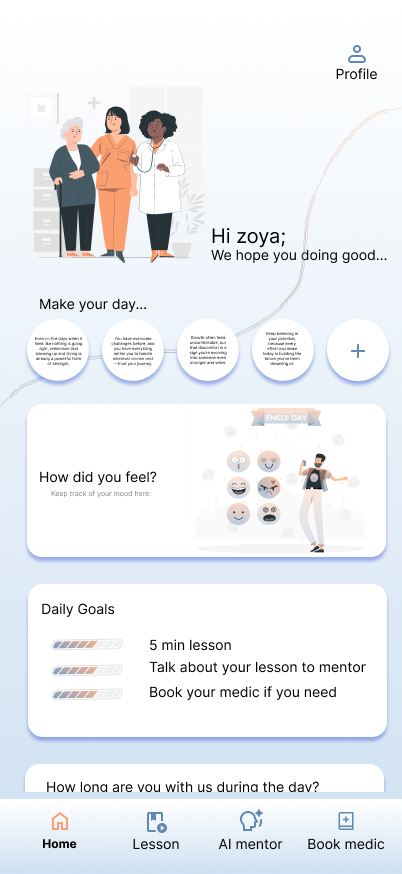 Profile
Hi zoya;
We hope you doing good...
Make your day...
Even on the days when it
feels like nothing is going
right, remember that
showing up and trying is
already a powerful form
of strength.
You have overcome
challenges before, and
you have everything
within you to handle
whatever comes next
—trust your journey.
Growth often feels
uncomfortable, but
that discomfort is a
sign you're evolving
into someone even
stronger and wiser.
Keep believing in
your potential,
because every
effort you make
today is building the
future you've been
dreaming of.
EMOJI DAY
How did you feel?
Keep track of your mood here.
Daily Goals
5 min lesson
Talk about your lesson to mentor
Book your medic if you need
How long are you with us during the day?
Home
Lesson
AI mentor
Book medic